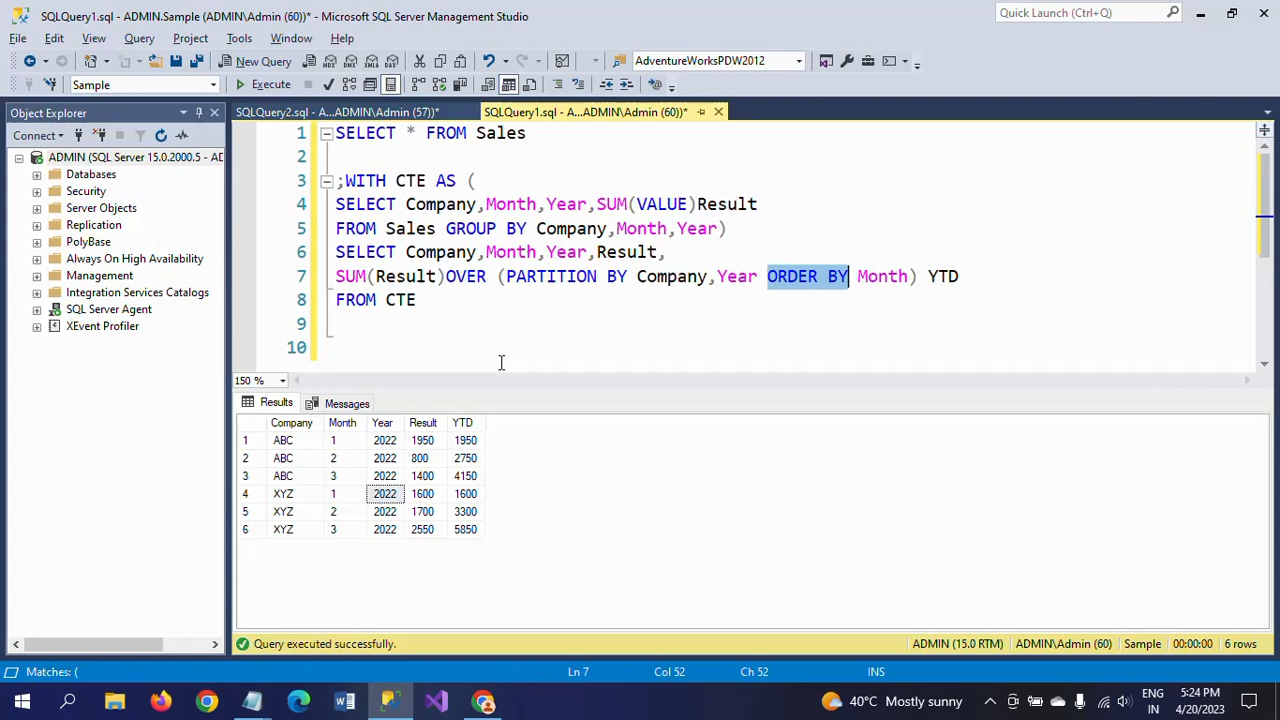 SQLQuery1.sql - ADMIN.Sample (ADMIN\Admin (60))* - Microsoft SQL Server Management Studio
Quick Launch (Ctrl+Q)
File Edit View Query Project Tools Window Help
New Query AdventureWorksPDW2012
Sample Execute
Object Explorer
Connect
ADMIN (SQL Server 15.0.2000.5 - AD
Databases
Security
Server Objects
Replication
PolyBase
Always On High Availability
Management
Integration Services Catalogs
SQL Server Agent
XEvent Profiler
SQLQuery2.sql - A...ADMIN\Admin (57))* SQLQuery1.sql - A...ADMIN\Admin (60))*
1 SELECT * FROM Sales
2
3 ;WITH CTE AS (
4 SELECT Company,Month,Year,SUM(VALUE)Result
5 FROM Sales GROUP BY Company,Month,Year)
6 SELECT Company,Month,Year,Result,
7 SUM(Result)OVER (PARTITION BY Company,Year ORDER BY Month) YTD
8 FROM CTE
9
10
150 %
Results Messages
Company Month Year Result YTD
1 ABC 1 2022 1950 1950
2 ABC 2 2022 800 2750
3 ABC 3 2022 1400 4150
4 XYZ 1 2022 1600 1600
5 XYZ 2 2022 1700 3300
6 XYZ 3 2022 2550 5850
Query executed successfully. ADMIN (15.0 RTM) ADMIN\Admin (60) Sample 00:00:00 6 rows
Matches: ( Ln 7 Col 52 Ch 52 INS
40°C Mostly sunny ENG IN 5:24 PM 4/20/2023